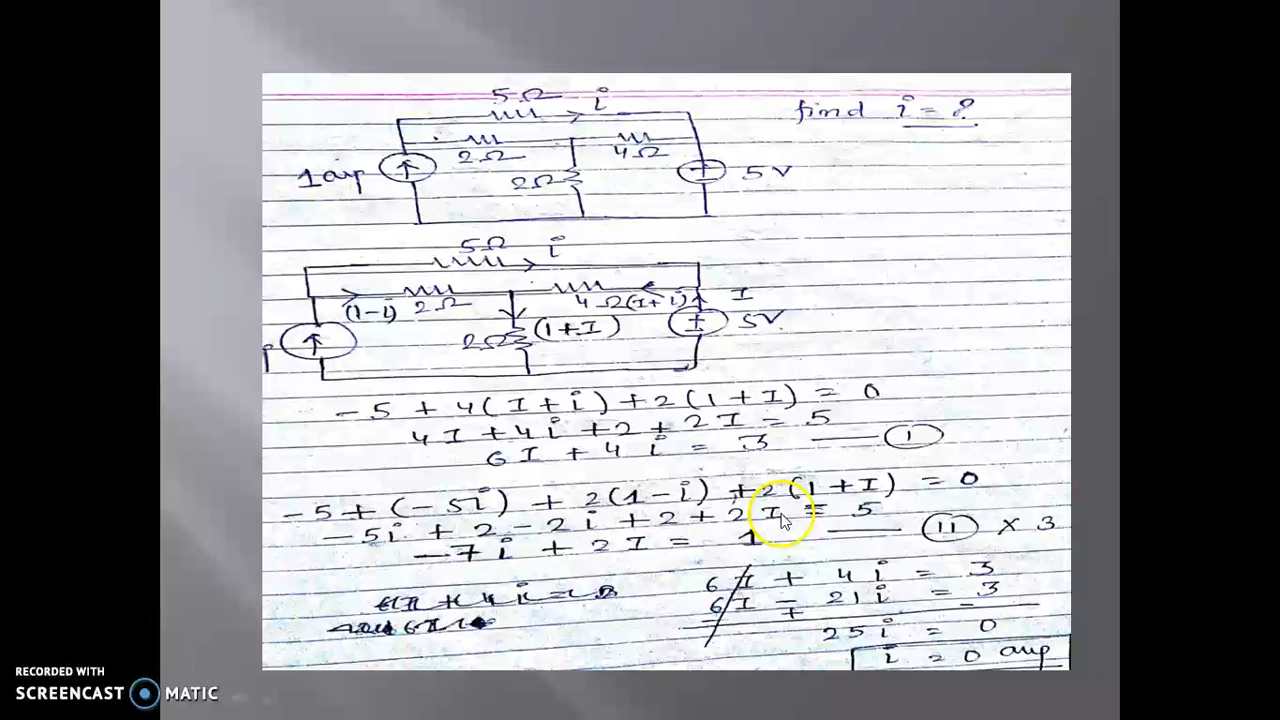 5Ω i
find i = ?
2Ω 4Ω
1 amp 2Ω 5V
5Ω i
(1-i) 2Ω 4Ω(I+i) I
2Ω (1+I) 5V
-5 + 4(I+i) + 2(1+I) = 0
4I + 4i + 2 + 2I = 5
6I + 4i = 3 —— (I)
-5 + (-5i) + 2(1-i) + 2(1+I) = 0
-5i + 2 - 2i + 2 + 2I = 5
-7i + 2I = 1 —— (II) × 3
6I + 4i = 3
6I - 21i = 3
- + -
25i = 0
i = 0 amp
RECORDED WITH
SCREENCAST MATIC